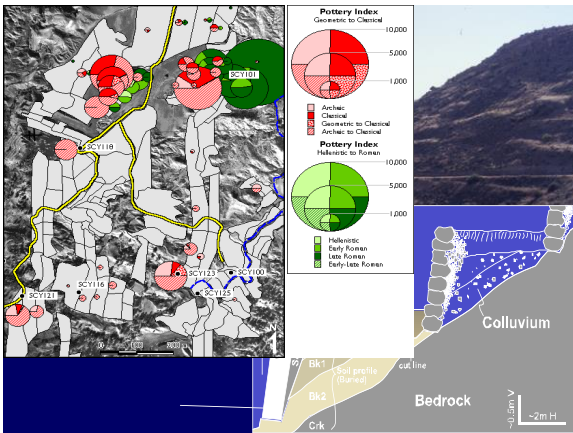 SCY101
SCY118
SCY123
SCY100
SCY116
SCY125
SCY121
N
Pottery Index
Geometric to Classical
10,000
5,000
1,000
Archaic
Classical
Geometric to Classical
Archaic to Classical
Pottery Index
Hellenistic to Roman
10,000
5,000
1,000
Hellenistic
Early Roman
Late Roman
Early-Late Roman
Colluvium
Bk1
Soil profile
(Buried)
cut line
Bk2
Bedrock
Crk
~0.5m V
~2m H